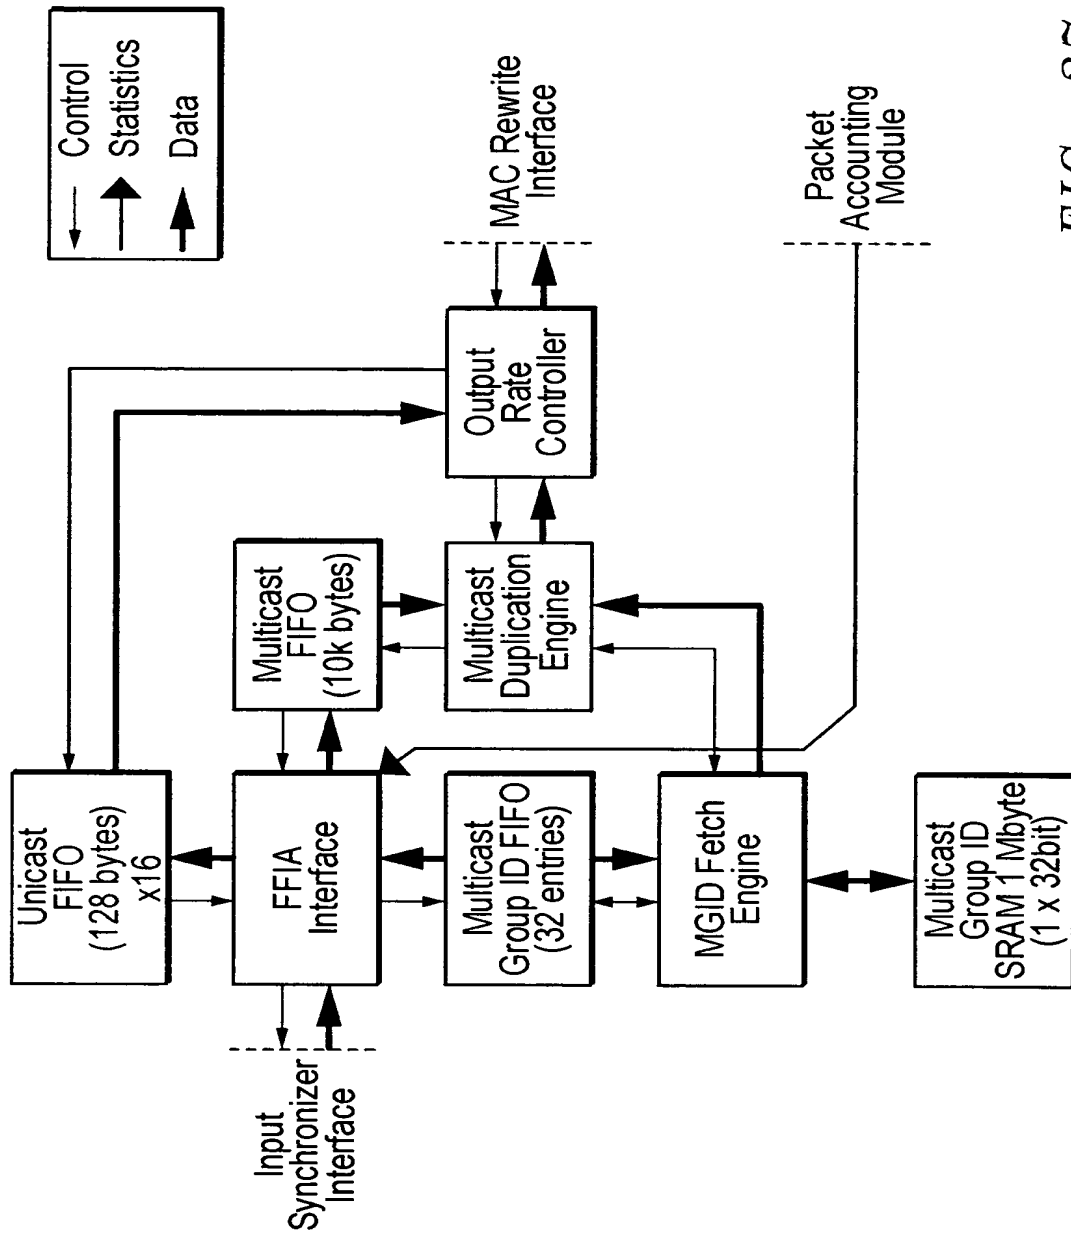 Unicast
FIFO
(128 bytes)
x16
Control
Statistics
Data
Input
Synchronizer
Interface
FFIA
Interface
Multicast
FIFO
(10k bytes)
Multicast
Group ID FIFO
(32 entries)
Multicast
Duplication
Engine
Output
Rate
Controller
MAC Rewrite
Interface
MGID Fetch
Engine
Packet
Accounting
Module
Multicast
Group ID
SRAM 1 Mbyte
(1 x 32bit)
FIG.